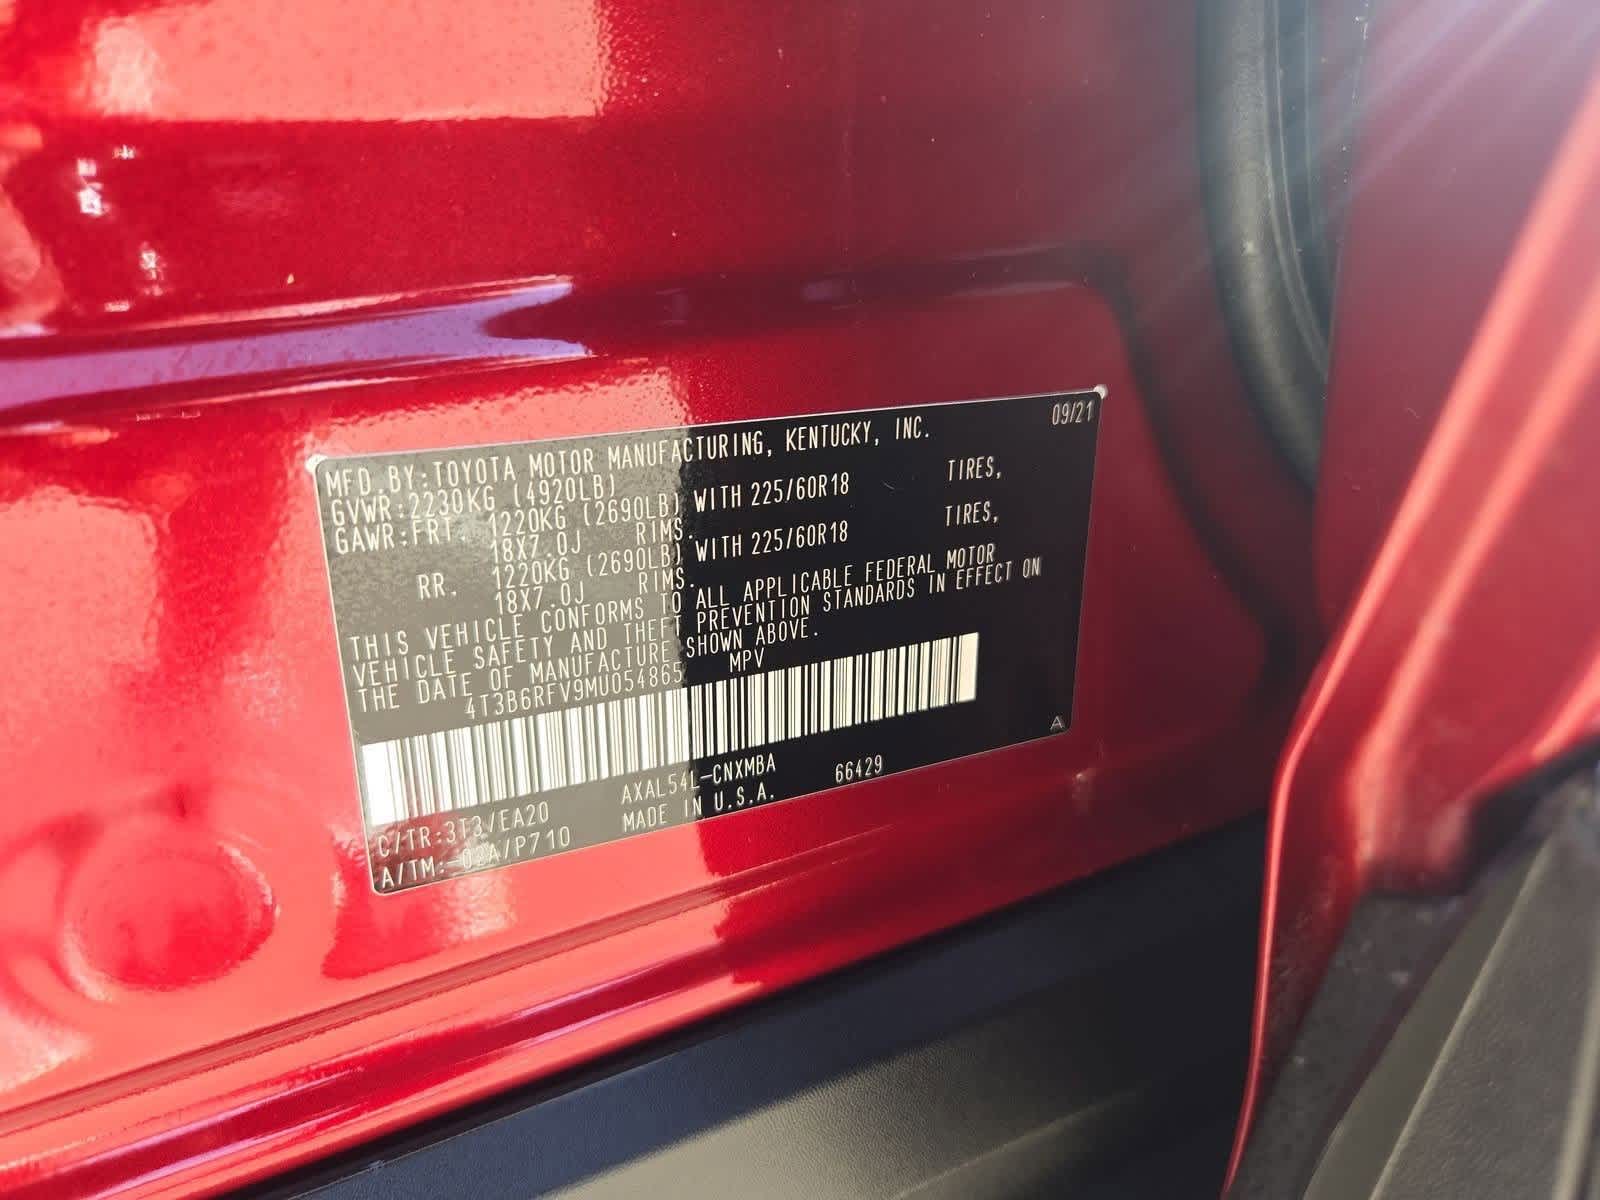 MFD. BY: TOYOTA MOTOR MANUFACTURING, KENTUCKY, INC. 09/21
GVWR: 2230KG (4920LB)
GAWR: FRT. 1220KG (2690LB) WITH 225/60R18 TIRES,
18X7.0J RIMS.
RR. 1220KG (2690LB) WITH 225/60R18 TIRES,
18X7.0J RIMS.
THIS VEHICLE CONFORMS TO ALL APPLICABLE FEDERAL MOTOR
VEHICLE SAFETY AND THEFT PREVENTION STANDARDS IN EFFECT ON
THE DATE OF MANUFACTURE SHOWN ABOVE.
4T3B6RFV9MU054865 MPV
A
C/TR:3T3/EA20 AXAL54L-CNXMBA 66429
A/TM:-02A/P710 MADE IN U.S.A.